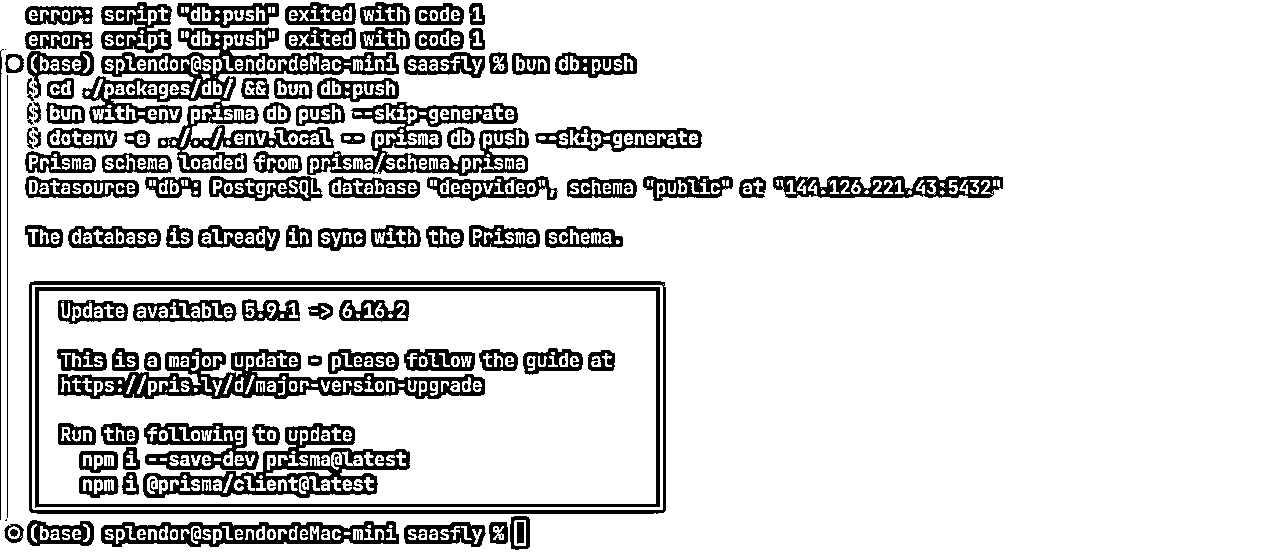 error: script "db:push" exited with code 1
error: script "db:push" exited with code 1
(base) splendor@splendordeMac-mini saasfly % bun db:push
$ cd ./packages/db/ && bun db:push
$ bun with-env prisma db push --skip-generate
$ dotenv -e ../../.env.local -- prisma db push --skip-generate
Prisma schema loaded from prisma/schema.prisma
Datasource "db": PostgreSQL database "deepvideo", schema "public" at "144.126.221.43:5432"
The database is already in sync with the Prisma schema.
Update available 5.9.1 -> 6.16.2
This is a major update - please follow the guide at
https://pris.ly/d/major-version-upgrade
Run the following to update
npm i --save-dev prisma@latest
npm i @prisma/client@latest
(base) splendor@splendordeMac-mini saasfly %